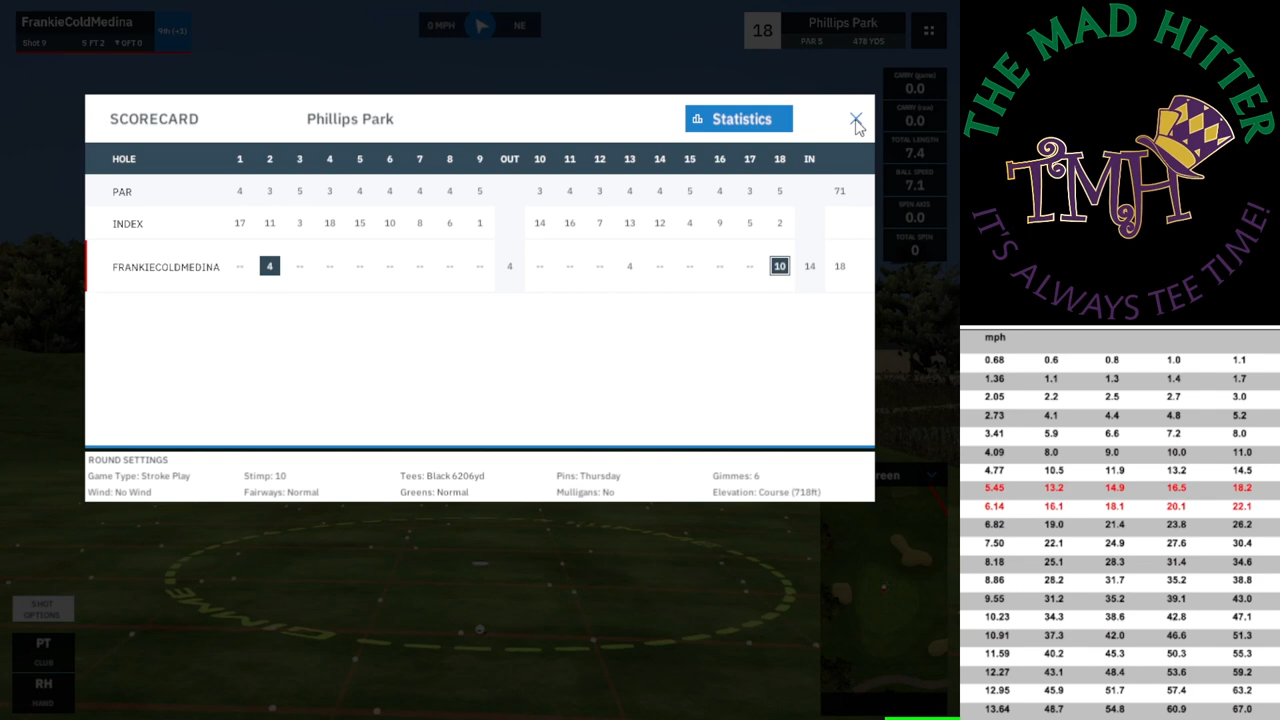 FrankieColdMedina
Shot 9 5 FT 2 ▼ 0FT 0
9th (+1)
0 MPH NE
18 Phillips Park
PAR 5 478 YDS
SCORECARD Phillips Park Statistics
HOLE 1 2 3 4 5 6 7 8 9 OUT 10 11 12 13 14 15 16 17 18 IN
PAR 4 3 5 3 4 4 4 4 5 3 4 3 4 4 5 4 3 5 71
INDEX 17 11 3 18 15 10 8 6 1 14 16 7 13 12 4 9 5 2
FRANKIECOLDMEDINA -- 4 -- -- -- -- -- -- -- 4 -- -- -- 4 -- -- -- -- 10 14 18
ROUND SETTINGS
Game Type: Stroke Play Stimp: 10 Tees: Black 6206yd Pins: Thursday Gimmes: 6
Wind: No Wind Fairways: Normal Greens: Normal Mulligans: No Elevation: Course (718ft)
CARRY (game)
0.0
CARRY (raw)
0.0
TOTAL LENGTH
7.4
BALL SPEED
7.1
SPIN AXIS
0.0
TOTAL SPIN
0
reen
SHOT
OPTIONS
PT
CLUB
RH
HAND
THE MAD HITTER
TMH
IT'S ALWAYS TEE TIME!
mph
0.68 0.6 0.8 1.0 1.1
1.36 1.1 1.3 1.4 1.7
2.05 2.2 2.5 2.7 3.0
2.73 4.1 4.4 4.8 5.2
3.41 5.9 6.6 7.2 8.0
4.09 8.0 9.0 10.0 11.0
4.77 10.5 11.9 13.2 14.5
5.45 13.2 14.9 16.5 18.2
6.14 16.1 18.1 20.1 22.1
6.82 19.0 21.4 23.8 26.2
7.50 22.1 24.9 27.6 30.4
8.18 25.1 28.3 31.4 34.6
8.86 28.2 31.7 35.2 38.8
9.55 31.2 35.2 39.1 43.0
10.23 34.3 38.6 42.8 47.1
10.91 37.3 42.0 46.6 51.3
11.59 40.2 45.3 50.3 55.3
12.27 43.1 48.4 53.6 59.2
12.95 45.9 51.7 57.4 63.2
13.64 48.7 54.8 60.9 67.0